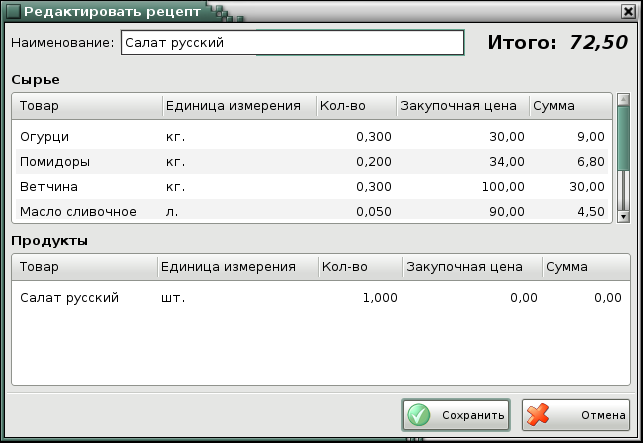 Редактировать рецепт
Наименование: Салат русский Итого: 72,50
Сырье
Товар Единица измерения Кол-во Закупочная цена Сумма
Огурци кг. 0,300 30,00 9,00
Помидоры кг. 0,200 34,00 6,80
Ветчина кг. 0,300 100,00 30,00
Масло сливочное л. 0,050 90,00 4,50
Продукты
Товар Единица измерения Кол-во Закупочная цена Сумма
Салат русский шт. 1,000 0,00 0,00
Сохранить Отмена